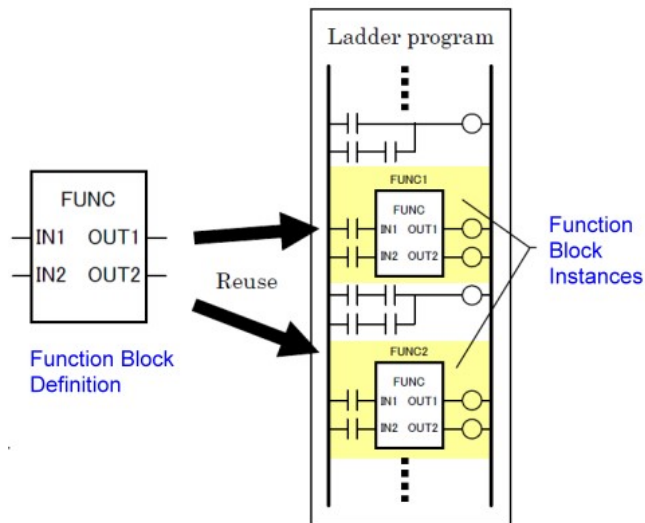 Ladder program
FUNC
IN1 OUT1
IN2 OUT2
Function Block
Definition
Reuse
FUNC1
FUNC
IN1 OUT1
IN2 OUT2
FUNC2
FUNC
IN1 OUT1
IN2 OUT2
Function
Block
Instances